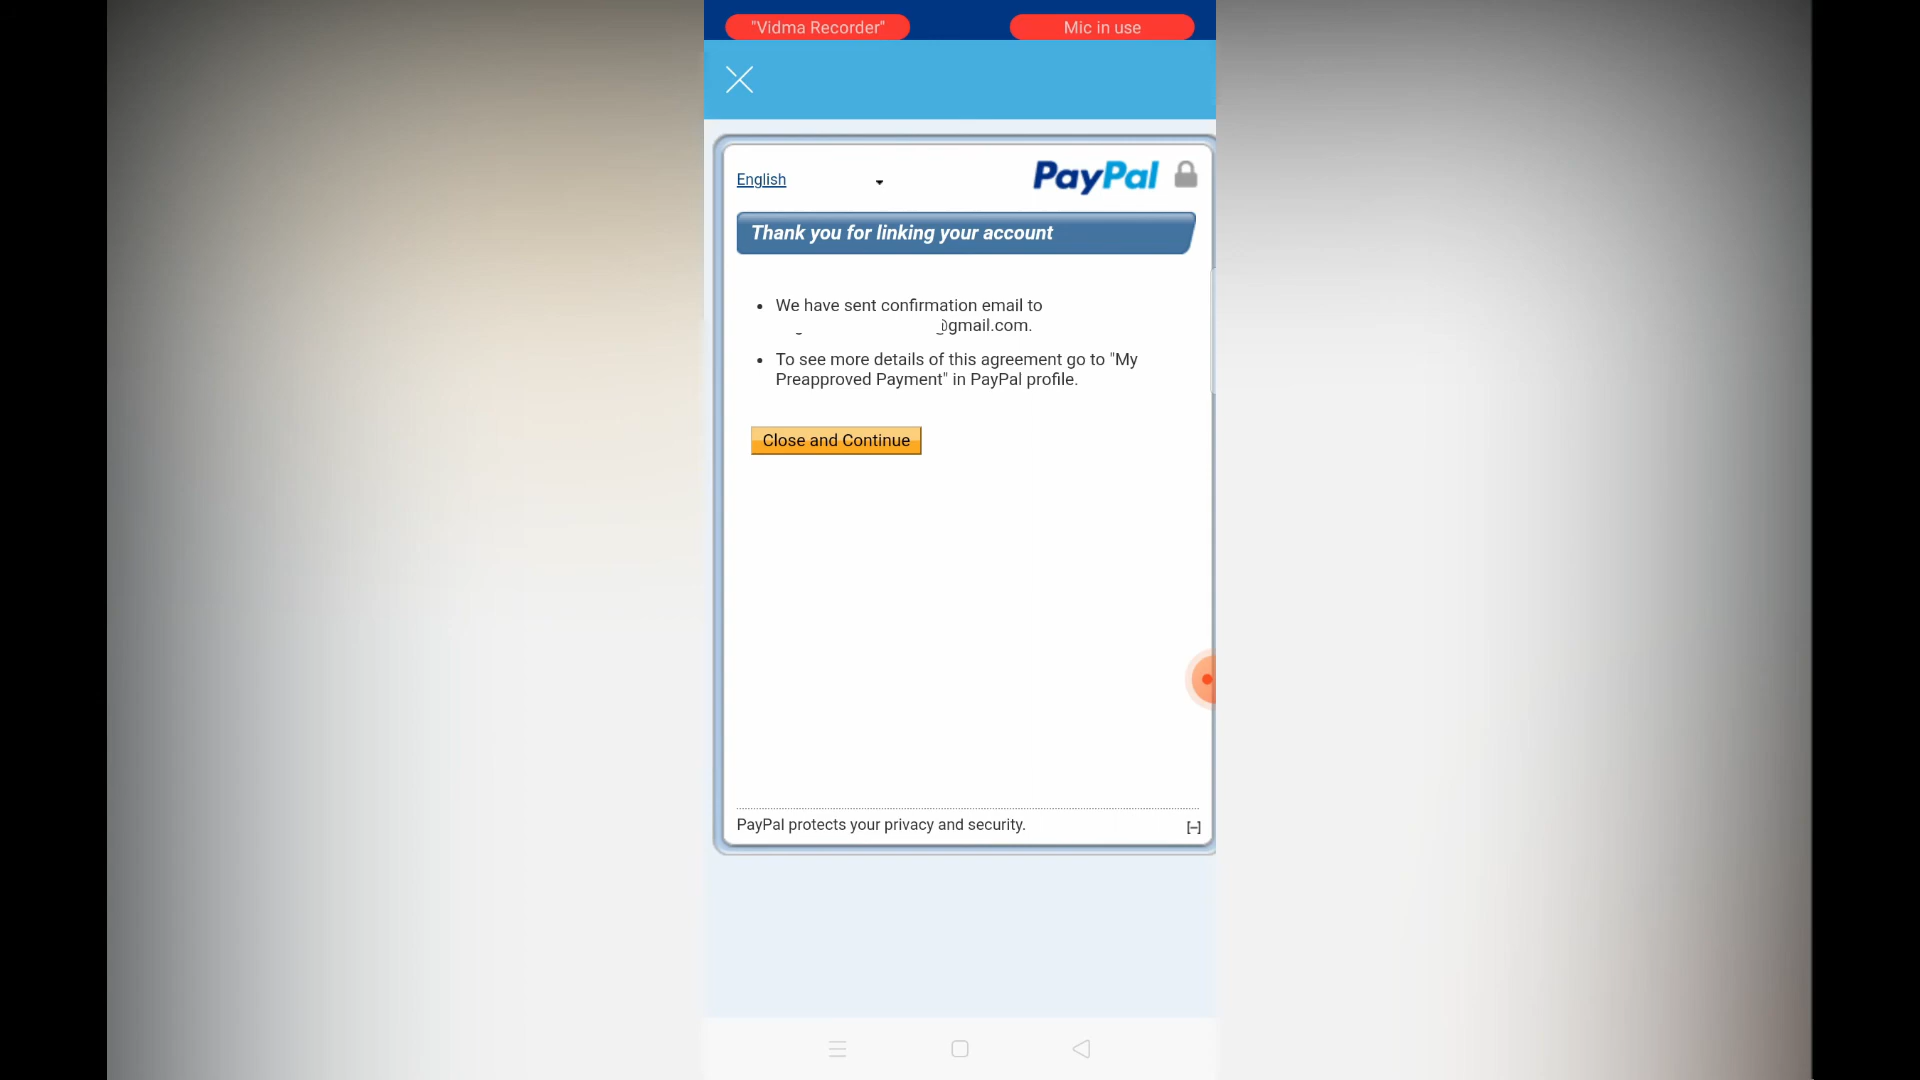 "Vidma Recorder" Mic in use
English PayPal
Thank you for linking your account
• We have sent confirmation email to
@gmail.com.
• To see more details of this agreement go to "My
Preapproved Payment" in PayPal profile.
Close and Continue
PayPal protects your privacy and security. [–]